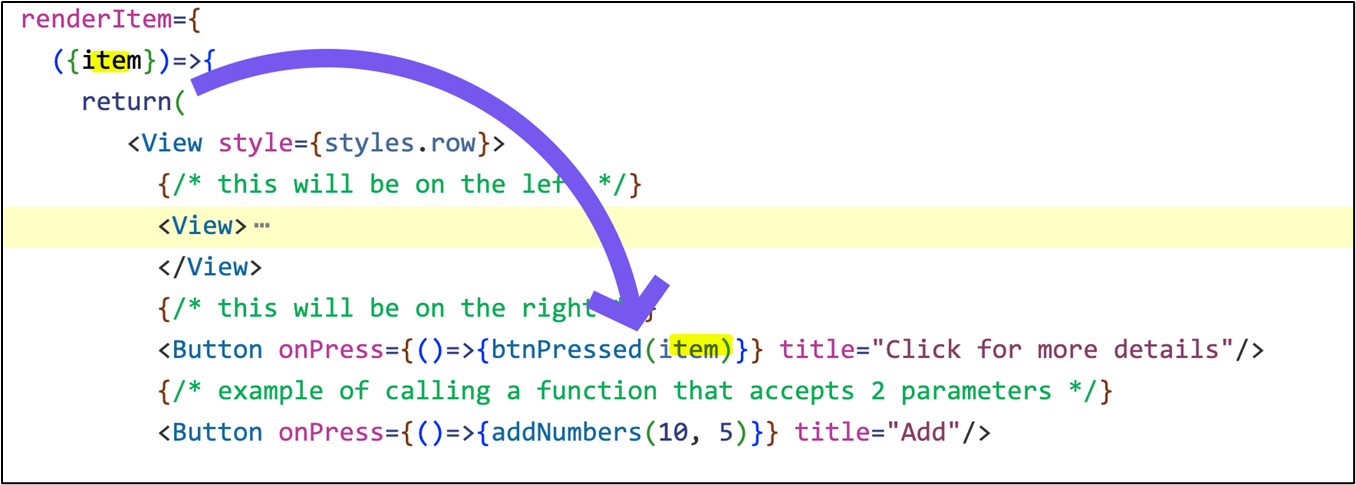 renderItem={
({item})=>{
return(
<View style={styles.row}>
{/* this will be on the lef */}
<View> ⋯
</View>
{/* this will be on the right }
<Button onPress={()=>{btnPressed(item)}} title="Click for more details"/>
{/* example of calling a function that accepts 2 parameters */}
<Button onPress={()=>{addNumbers(10, 5)}} title="Add"/>